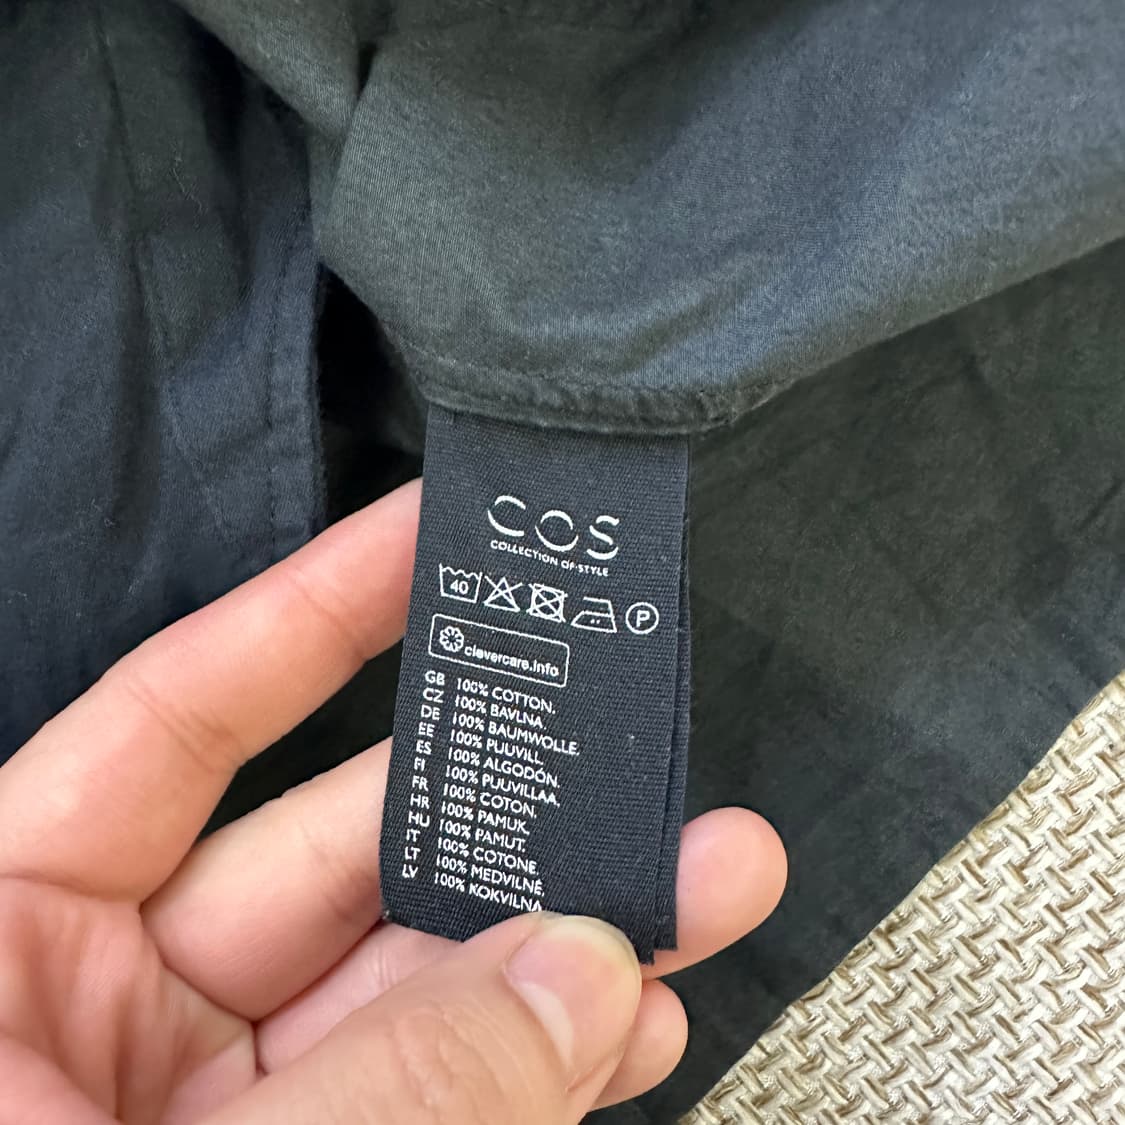 COS
COLLECTION OF STYLE
40 P
clevercare.info
GB 100% COTTON.
CZ 100% BAVLNA.
DE 100% BAUMWOLLE.
EE 100% PUUVILL.
ES 100% ALGODÓN.
FI 100% PUUVILLAA.
FR 100% COTON.
HR 100% PAMUK.
HU 100% PAMUT.
IT 100% COTONE.
LT 100% MEDVILNĖ.
LV 100% KOKVILNA.